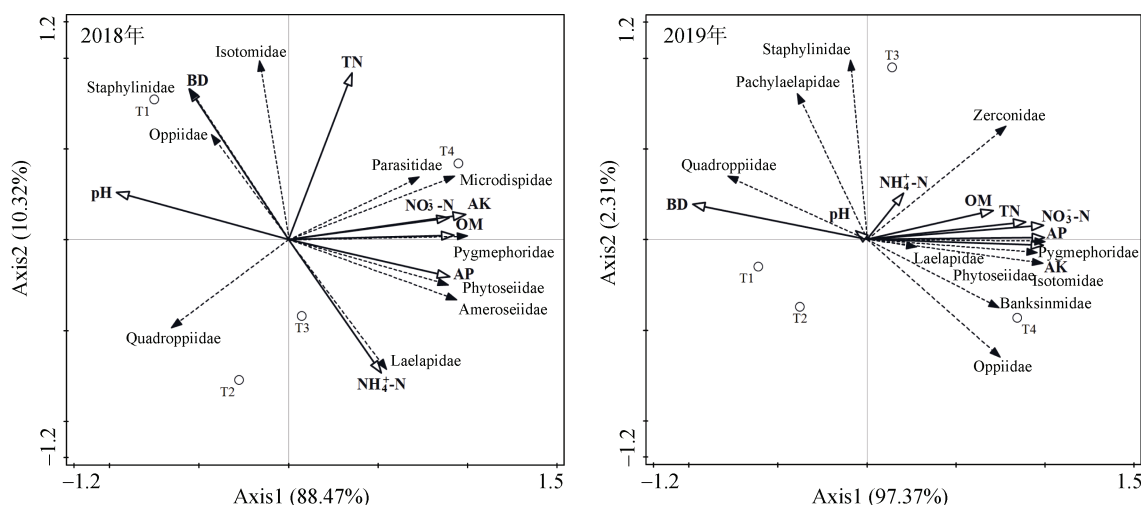 1.2
2018年
Isotomidae
TN
Staphylinidae
BD
T1
Oppiidae
T4
Parasitidae
Microdispidae
pH
NO₃⁻-N
AK
OM
Pygmephoridae
AP
Phytoseiidae
Ameroseiidae
T3
Quadroppiidae
Laelapidae
NH₄⁺-N
T2
Axis2 (10.32%)
−1.2
−1.2
1.5
Axis1 (88.47%)
1.2
2019年
Staphylinidae
T3
Pachylaelapidae
Zerconidae
Quadroppiidae
NH₄⁺-N
BD
pH
OM
TN
NO₃⁻-N
AP
Pygmephoridae
Laelapidae
AK
Phytoseiidae
Isotomidae
T1
Banksinmidae
T2
T4
Oppiidae
Axis2 (2.31%)
−1.2
−1.2
1.5
Axis1 (97.37%)